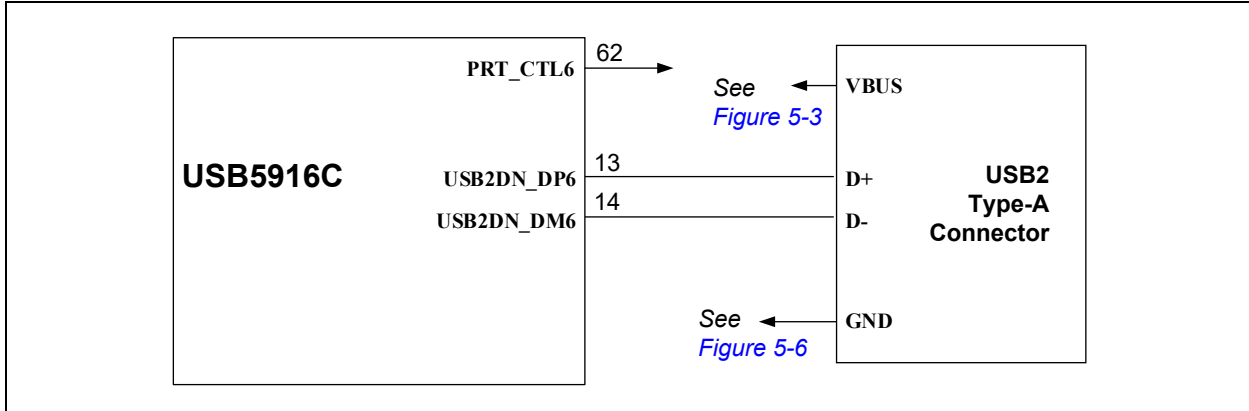 62
PRT_CTL6
See
Figure 5-3
VBUS
USB5916C
13
USB2DN_DP6
D+
USB2
Type-A
Connector
14
USB2DN_DM6
D-
See
Figure 5-6
GND